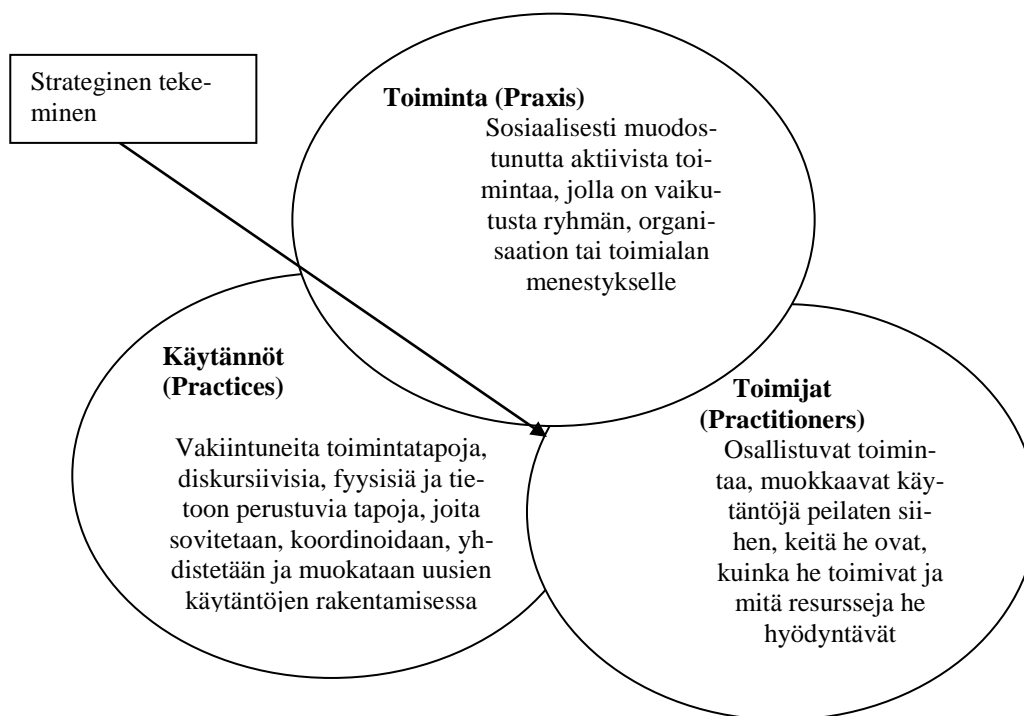 Strateginen teke-
minen
Toiminta (Praxis)
Sosiaalisesti muodos-
tunutta aktiivista toi-
mintaa, jolla on vaiku-
tusta ryhmän, organi-
saation tai toimialan
menestykselle
Käytännöt
(Practices)
Vakiintuneita toimintatapoja,
diskursiivisia, fyysisiä ja tie-
toon perustuvia tapoja, joita
sovitetaan, koordinoidaan, yh-
distetään ja muokataan uusien
käytäntöjen rakentamisessa
Toimijat
(Practitioners)
Osallistuvat toimin-
taa, muokkaavat käy-
täntöjä peilaten sii-
hen, keitä he ovat,
kuinka he toimivat ja
mitä resursseja he
hyödyntävät